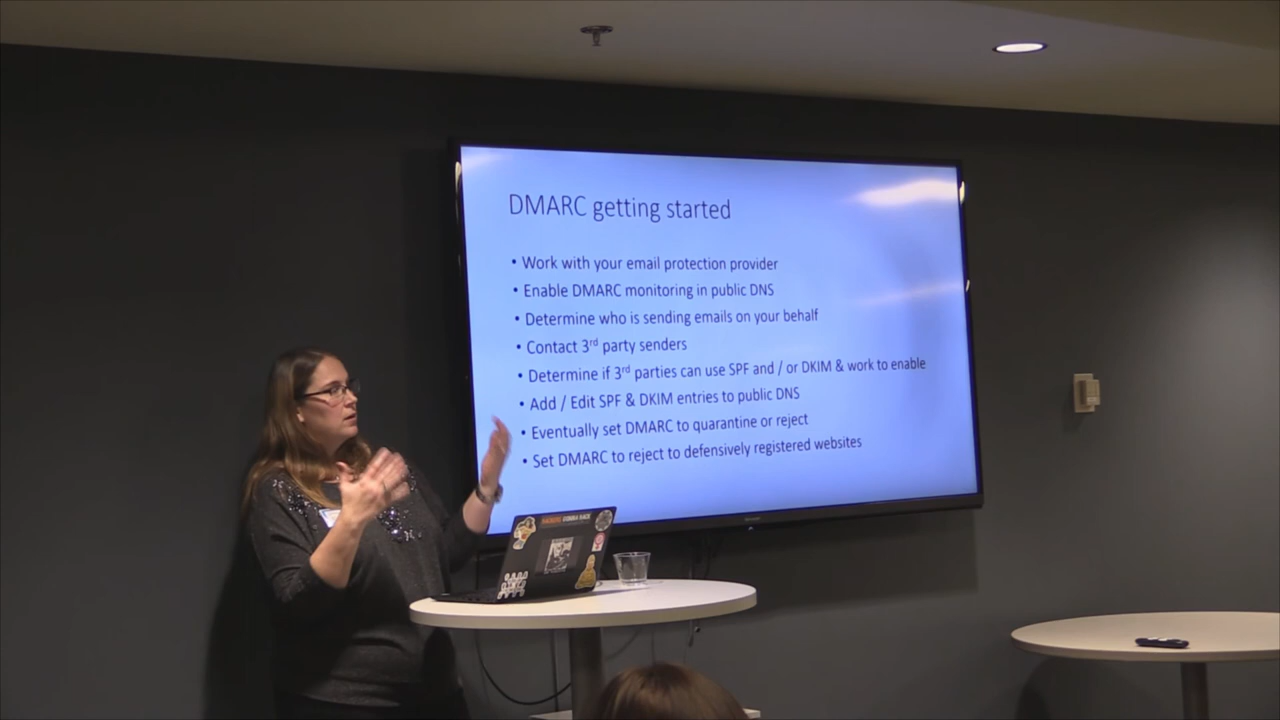 DMARC getting started
• Work with your email protection provider
• Enable DMARC monitoring in public DNS
• Determine who is sending emails on your behalf
• Contact 3rd party senders
• Determine if 3rd parties can use SPF and / or DKIM & work to enable
• Add / Edit SPF & DKIM entries to public DNS
• Eventually set DMARC to quarantine or reject
• Set DMARC to reject to defensively registered websites